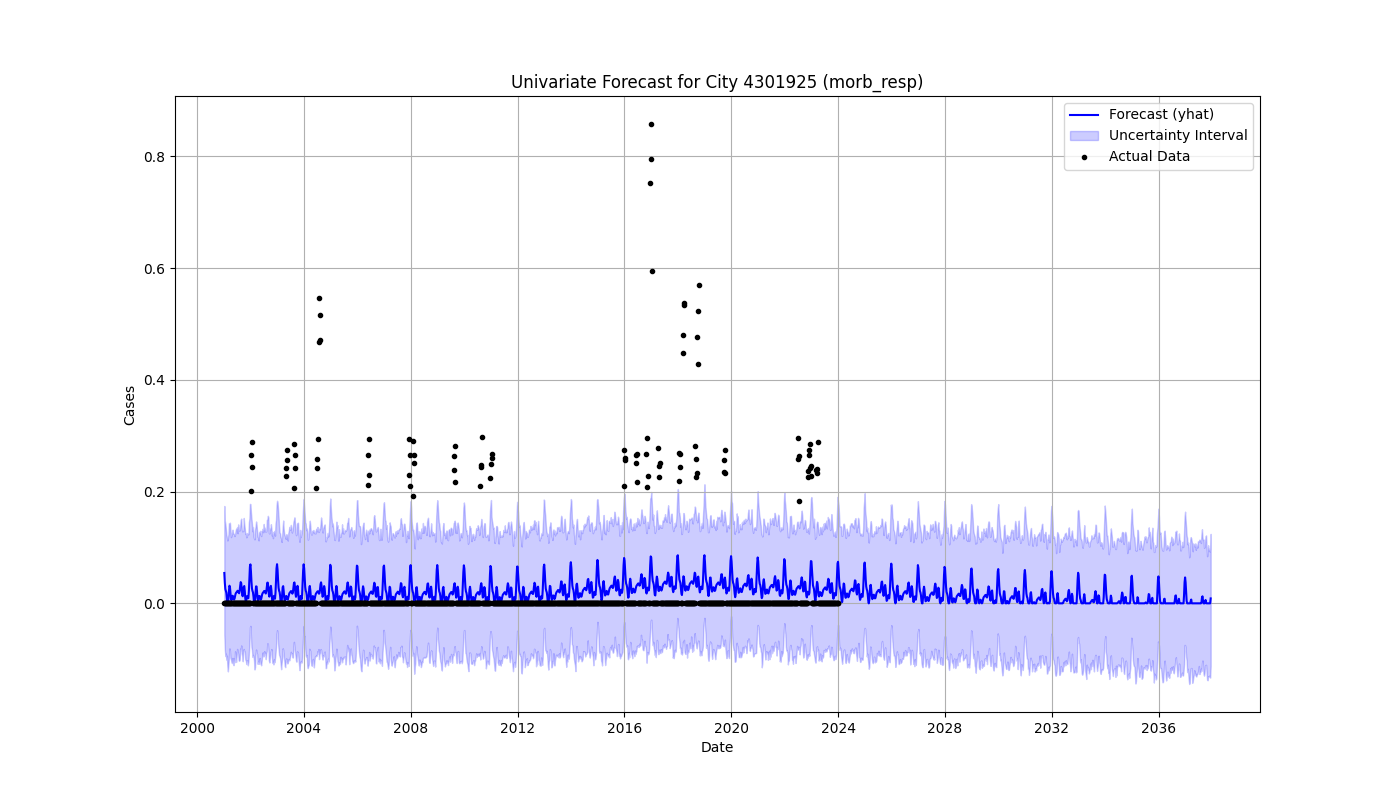 Univariate Forecast for City 4301925 (morb_resp)
Forecast (yhat)
Uncertainty Interval
Actual Data
Cases
0.8
0.6
0.4
0.2
0.0
2000 2004 2008 2012 2016 2020 2024 2028 2032 2036
Date